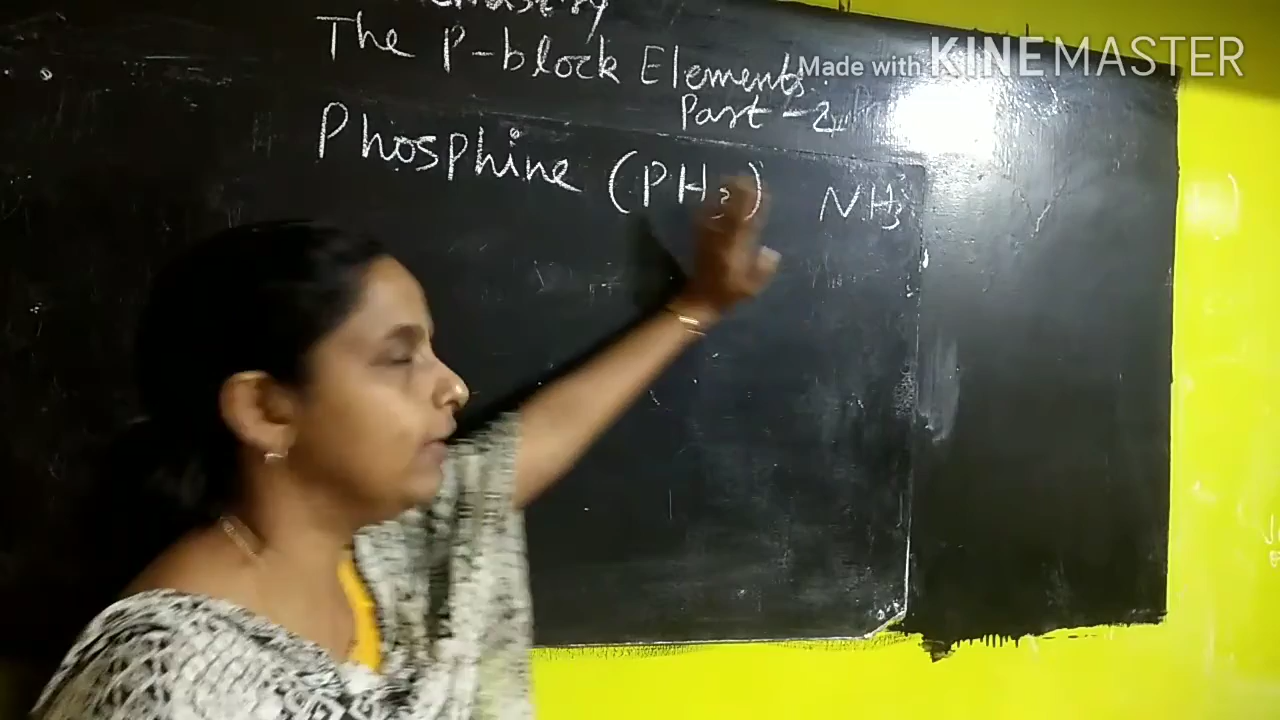 The P-block Elements
Made with KINEMASTER
Part-2
Phosphine (PH3) NH3